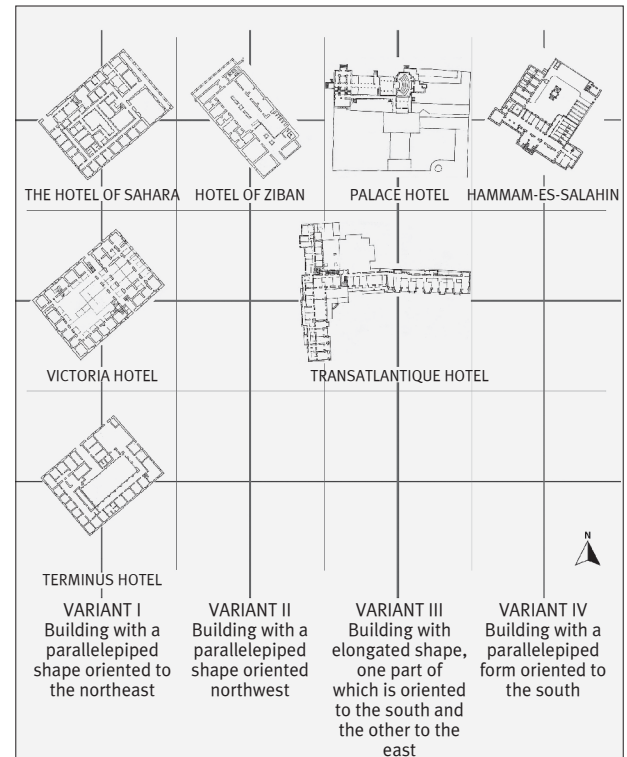 THE HOTEL OF SAHARA
HOTEL OF ZIBAN
PALACE HOTEL
HAMMAM-ES-SALAHIN
VICTORIA HOTEL
TRANSATLANTIQUE HOTEL
N
TERMINUS HOTEL
VARIANT I
Building with a
parallelepiped
shape oriented to
the northeast
VARIANT II
Building with a
parallelepiped
shape oriented
northwest
VARIANT III
Building with
elongated shape,
one part of
which is oriented
to the south and
the other to the
east
VARIANT IV
Building with a
parallelepiped
form oriented to
the south